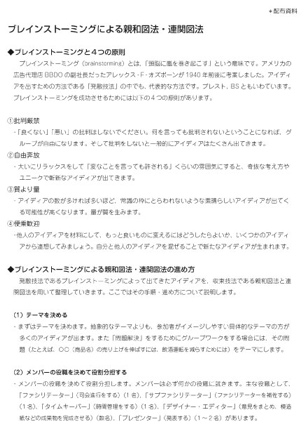 ＊配布資料
ブレインストーミングによる親和図法・連関図法
◆ブレインストーミングと４つの原則
ブレインストーミング（brainstorming）とは、「頭脳に嵐を巻き起こす」という意味です。アメリカの
広告代理店 BBDO の副社長だったアレックス・F・オズボーンが 1940 年前後に考案しました。アイディ
アを出すための方法である「発散技法」の中でも、代表的な方法です。ブレスト、BS ともいわれています。
ブレインストーミングを成功させるためには以下の４つの原則があります。
①批判厳禁
・「良くない」「悪い」の批判はしないでください。何を言っても批判されないということになれば、グ
ループが自由になります。そして批判をしないと一般的にアイディアはたくさん出てきます。
②自由奔放
・大いにリラックスをして「変なことを言っても許される」くらいの雰囲気にすると、奇抜な考え方や
ユニークで斬新なアイディアが出てきます。
③質より量
・アイディアの数が多ければ多いほど、常識の枠にとらわれないような素晴らしいアイディアが出てく
る可能性が高くなります。量が質を生みます。
④便乗歓迎
・他人のアイディアを材料にして、もっと良いものに変えるにはどうしたらよいか、いくつかのアイディ
アから連想してみましょう。自分と他人のアイディアを混ぜることで新たなアイディアが生まれます。
◆ブレインストーミングによる親和図法・連関図法の進め方
発散技法であるブレインストーミングによって出てきたアイディアを、収束技法である親和図法と連
関図法を用いて整理していきます。ここではその手順・進め方について説明します。
（1）テーマを決める
・まずはテーマを決めます。抽象的なテーマよりも、参加者がイメージしやすい具体的なテーマの方が
多くのアイディアが出ます。また「問題解決」をするためにグループワークをする場合には、その問
題（たとえば、〇〇（商品名）の売り上げを伸ばすには、飲酒運転を減らすためには）をテーマにします。
（2）メンバーの役職を決めて役割分担する
・メンバーの役職を決めて役割分担します。メンバーは必ず何かの役職に就きます。主な役職として、
「ファシリテーター」（司会進行をする）（1 名）、「サブファシリテーター」（ファシリテーターを補佐する）
（1 名）、「タイムキーパー」（時間管理をする）（1 名）、「デザイナー・エディター」（意見をまとめ、模造
紙などの成果物を完成させる）（数名）、「プレゼンター」（発表する）（1〜2 名）があります。